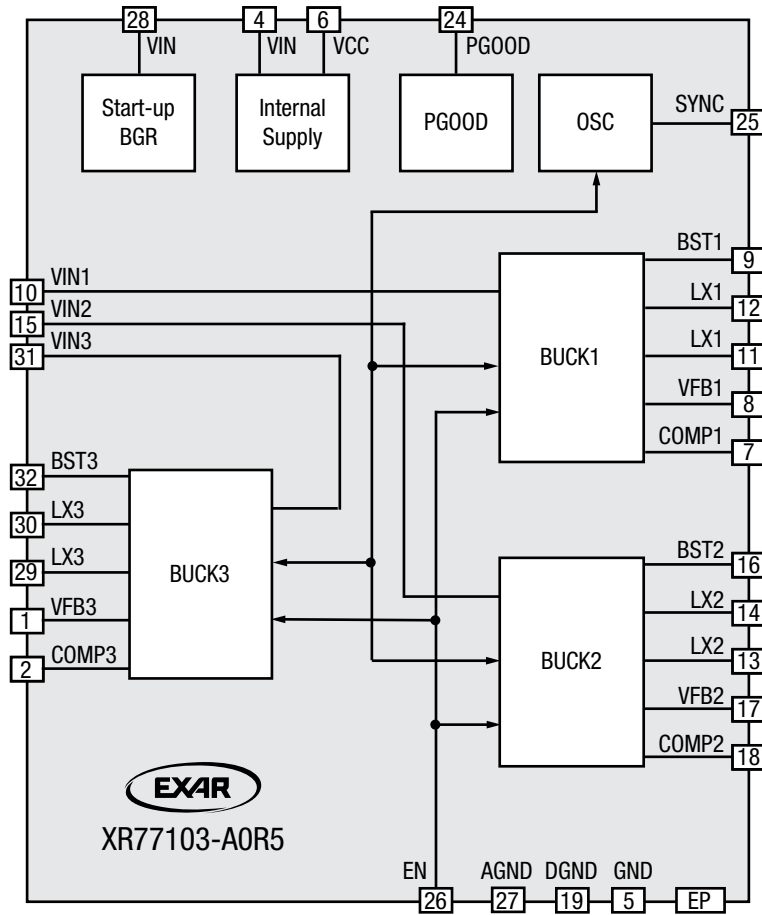 28 4 6 24
VIN VIN VCC PGOOD
Start-up
BGR
Internal
Supply
PGOOD
OSC
SYNC
25
10 VIN1
15 VIN2
31 VIN3
BUCK1
BST1 9
LX1 12
LX1 11
VFB1 8
COMP1 7
32 BST3
30 LX3
29 LX3
1 VFB3
2 COMP3
BUCK3
BUCK2
BST2 16
LX2 14
LX2 13
VFB2 17
COMP2 18
EXAR
XR77103-A0R5
EN AGND DGND GND
26 27 19 5 EP